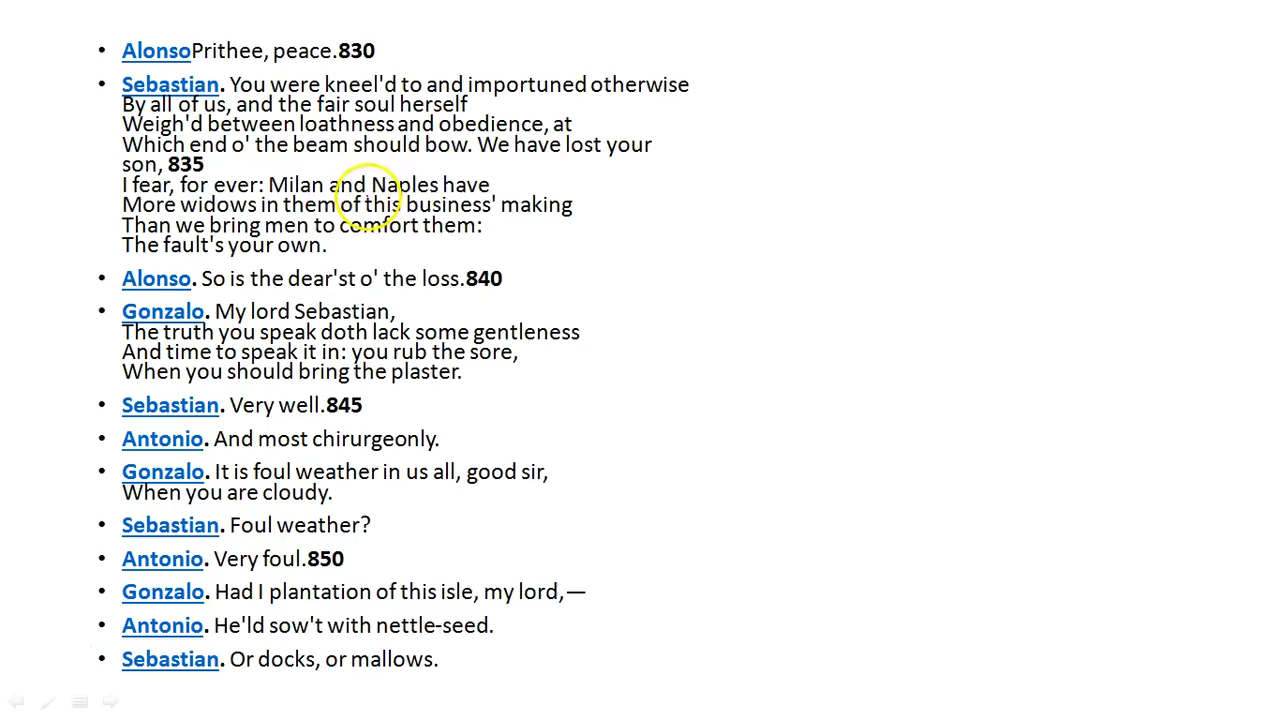 • AlonsoPrithee, peace.830
• Sebastian. You were kneel'd to and importuned otherwise
By all of us, and the fair soul herself
Weigh'd between loathness and obedience, at
Which end o' the beam should bow. We have lost your
son, 835
I fear, for ever: Milan and Naples have
More widows in them of this business' making
Than we bring men to comfort them:
The fault's your own.
• Alonso. So is the dear'st o' the loss.840
• Gonzalo. My lord Sebastian,
The truth you speak doth lack some gentleness
And time to speak it in: you rub the sore,
When you should bring the plaster.
• Sebastian. Very well.845
• Antonio. And most chirurgeonly.
• Gonzalo. It is foul weather in us all, good sir,
When you are cloudy.
• Sebastian. Foul weather?
• Antonio. Very foul.850
• Gonzalo. Had I plantation of this isle, my lord,—
• Antonio. He'ld sow't with nettle-seed.
• Sebastian. Or docks, or mallows.